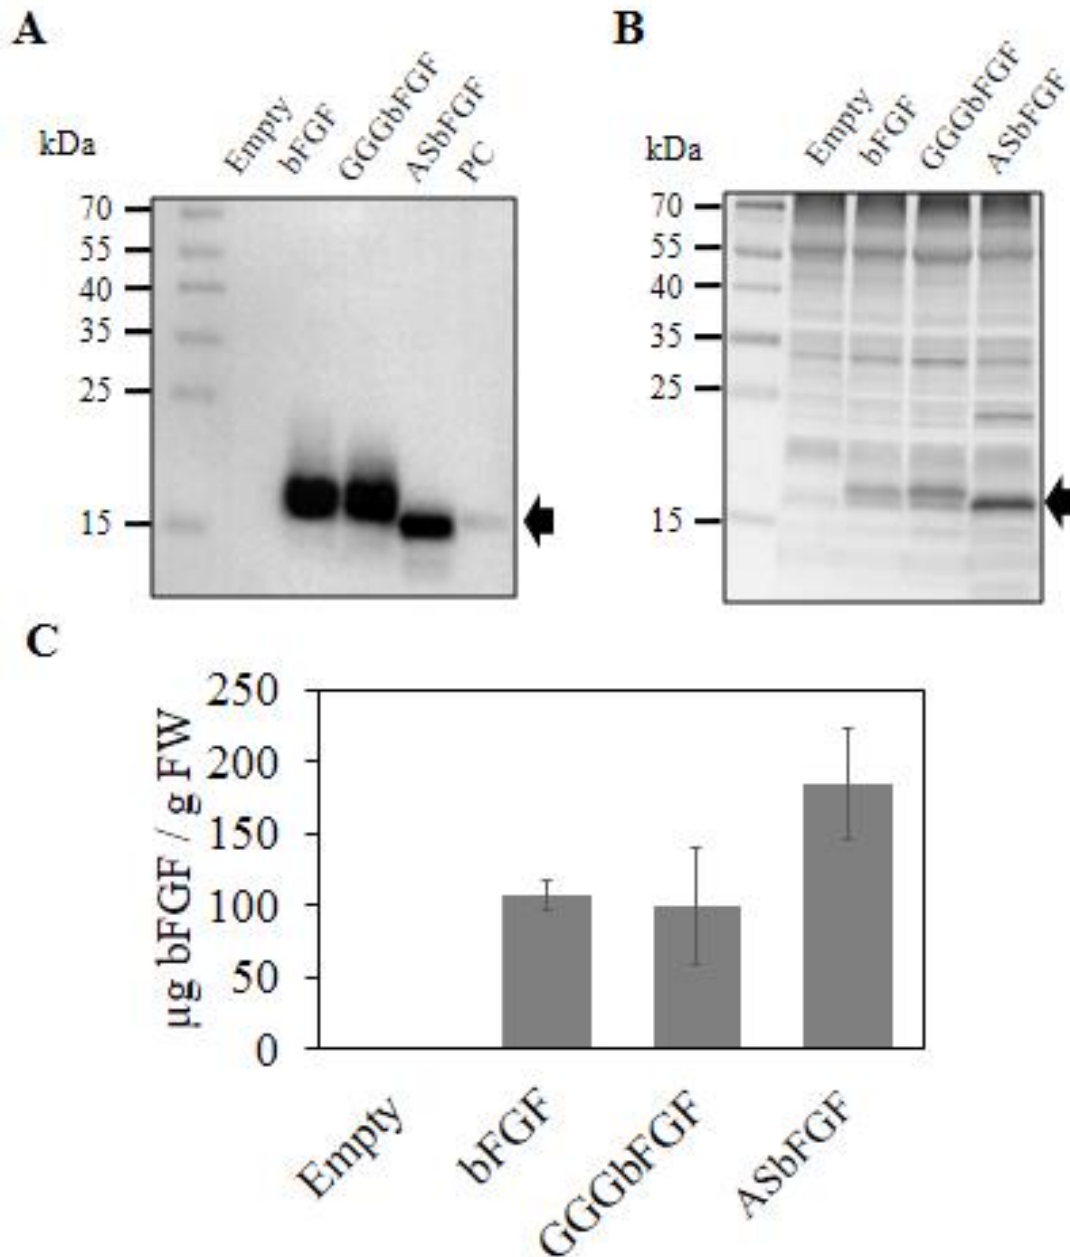 A
kDa
Empty
bFGF
GGGbFGF
ASbFGF
PC
70
55
40
35
25
15
B
kDa
Empty
bFGF
GGGbFGF
ASbFGF
70
55
40
35
25
15
C
µg bFGF / g FW
250
200
150
100
50
0
Empty
bFGF
GGGbFGF
ASbFGF